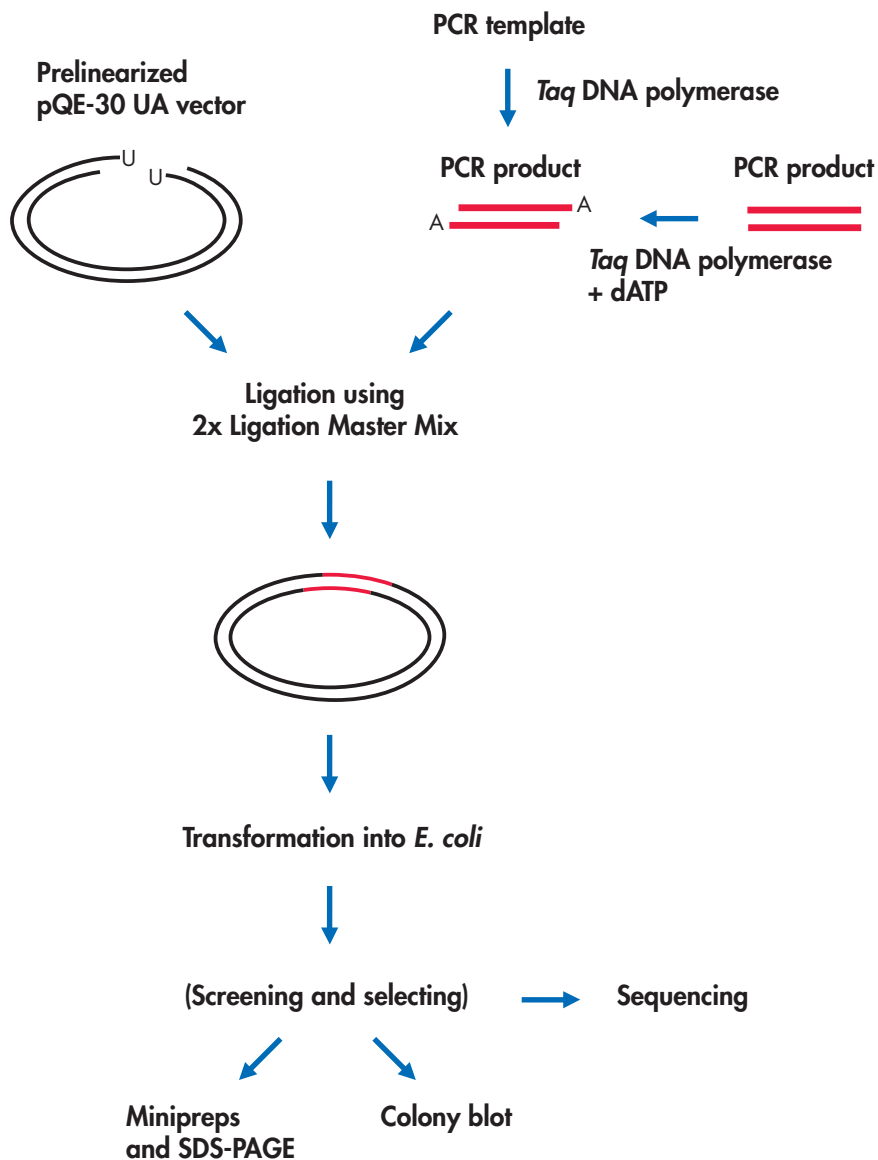 PCR template
Prelinearized
pQE-30 UA vector
Taq DNA polymerase
U
U
PCR product
PCR product
A
A
Taq DNA polymerase
+ dATP
Ligation using
2x Ligation Master Mix
Transformation into E. coli
(Screening and selecting)
Sequencing
Minipreps
and SDS-PAGE
Colony blot